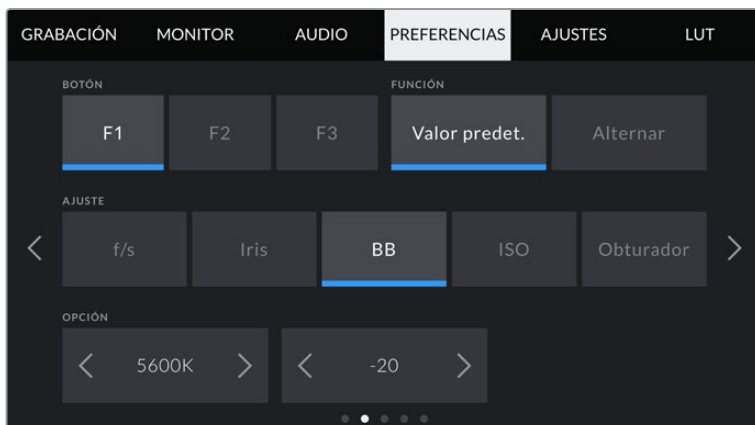 GRABACIÓN MONITOR AUDIO PREFERENCIAS AJUSTES LUT
BOTÓN FUNCIÓN
F1 F2 F3 Valor predet. Alternar
AJUSTE
f/s Iris BB ISO Obturador
OPCIÓN
5600K -20